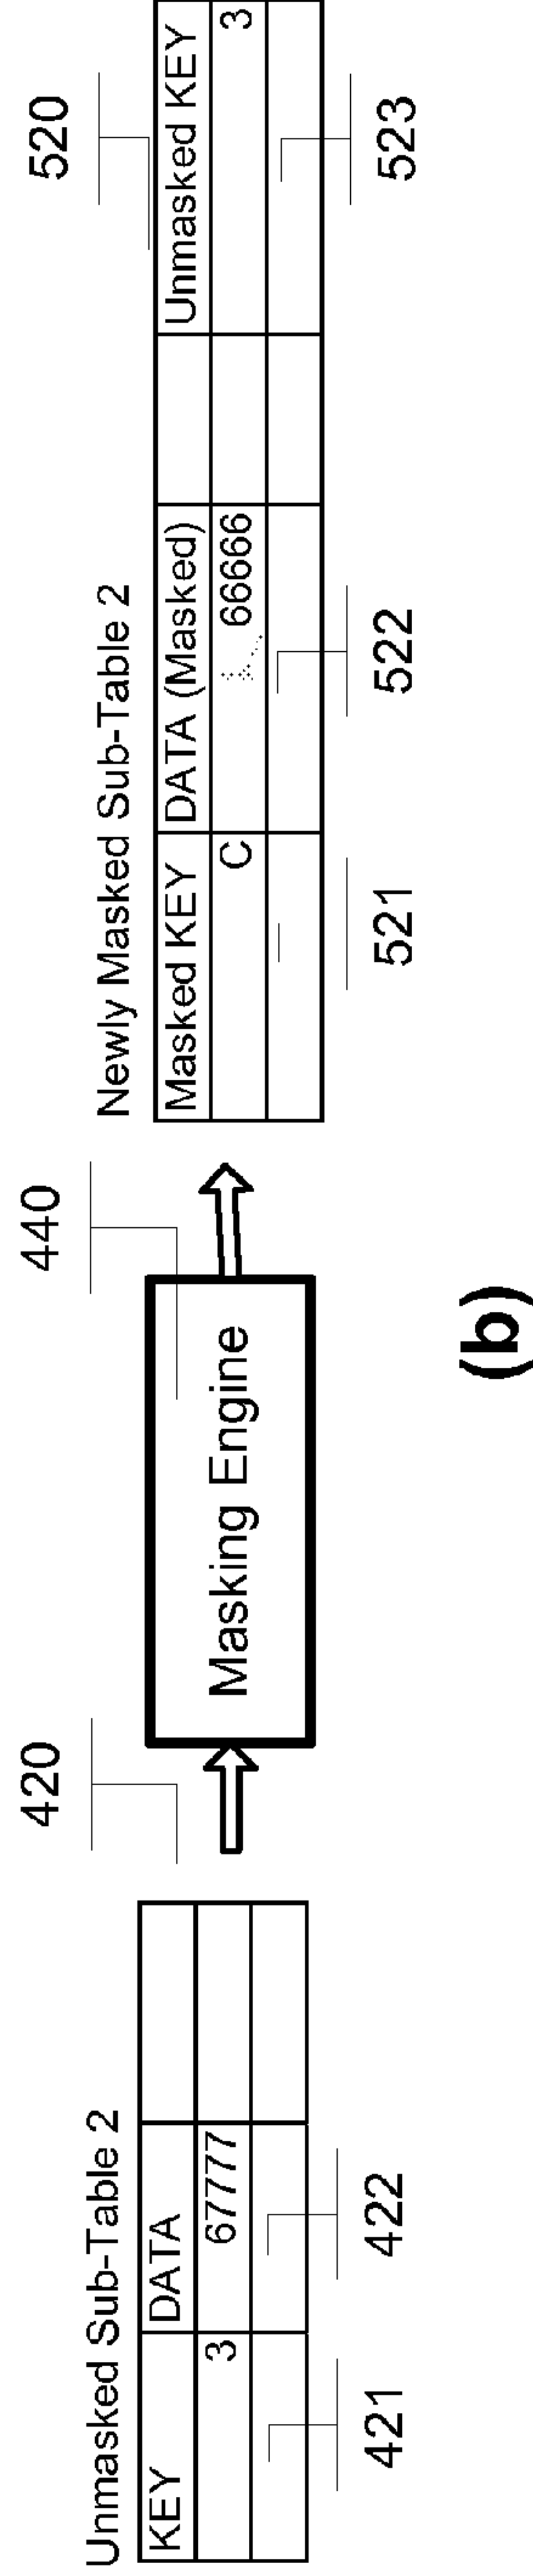 420
440
520
Unmasked Sub-Table 2
Newly Masked Sub-Table 2
KEY DATA
3 67777
421 422
Masking Engine
Masked KEY DATA (Masked) Unmasked KEY
C 66666 3
521 522 523
(b)